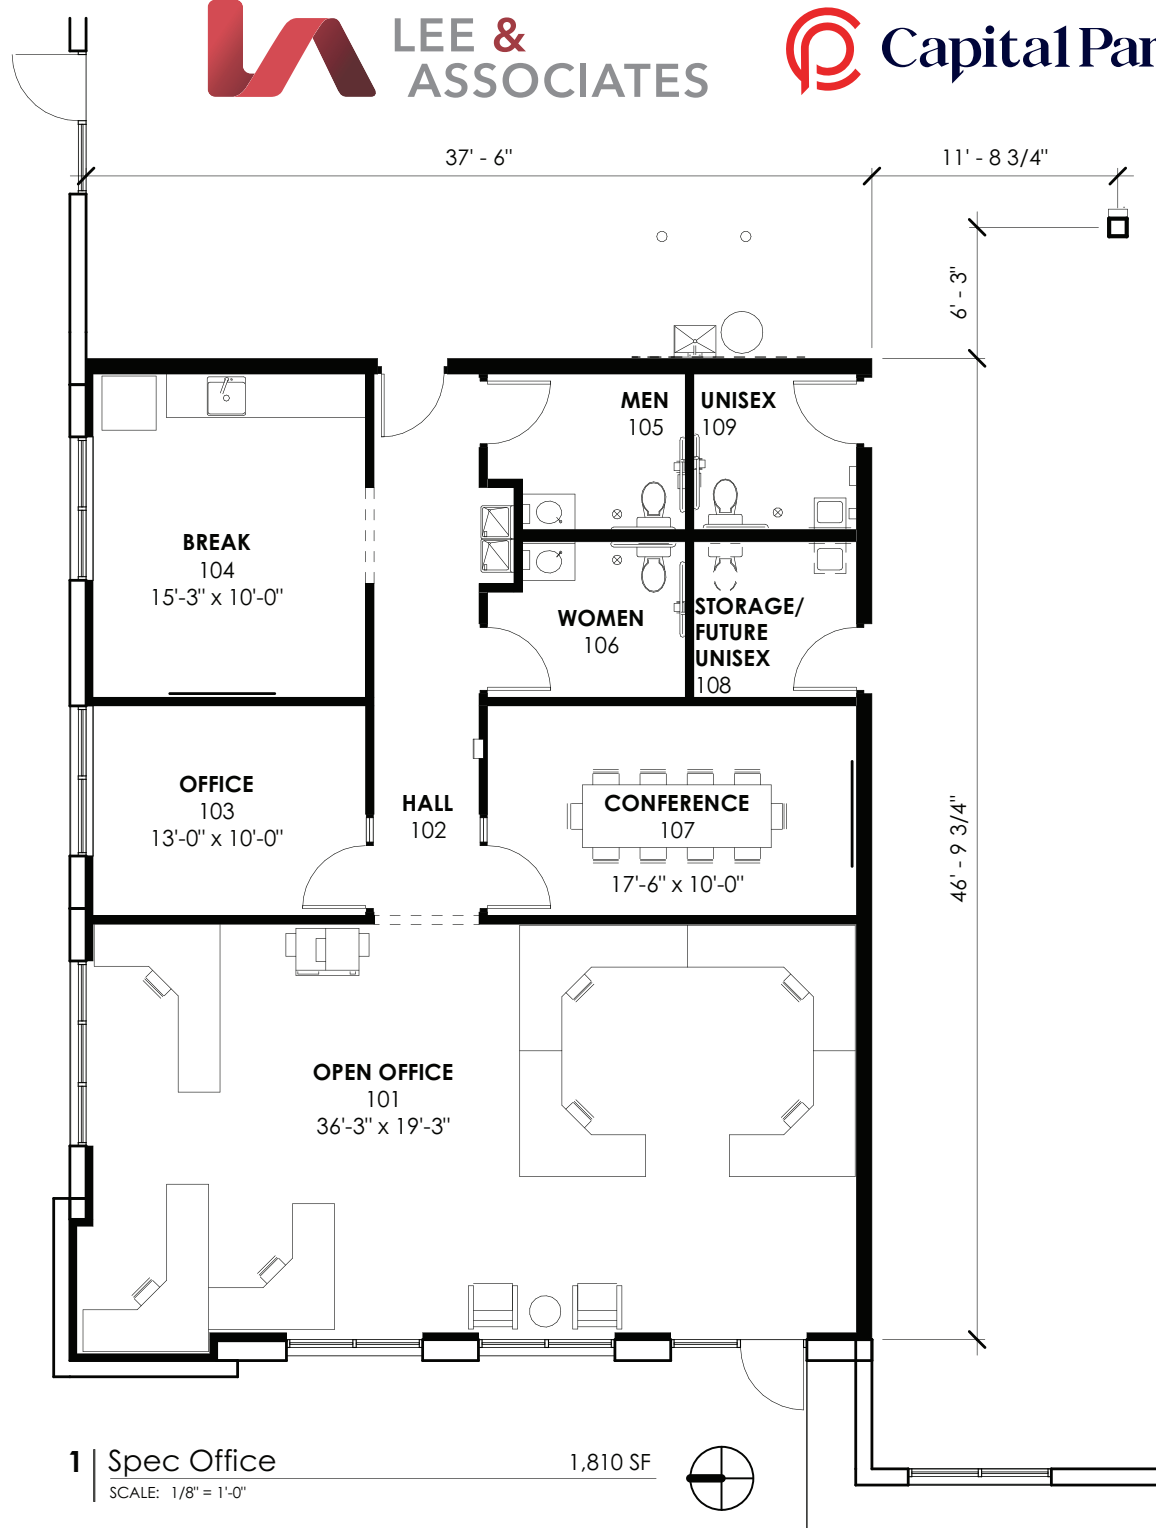 LEE &
ASSOCIATES
Capital Par
37' - 6"
11' - 8 3/4"
6' - 3"
MEN
105
UNISEX
109
BREAK
104
15'-3" x 10'-0"
WOMEN
106
STORAGE/
FUTURE
UNISEX
108
OFFICE
103
13'-0" x 10'-0"
HALL
102
CONFERENCE
107
17'-6" x 10'-0"
46' - 9 3/4"
OPEN OFFICE
101
36'-3" x 19'-3"
1 Spec Office 1,810 SF
SCALE: 1/8" = 1'-0"